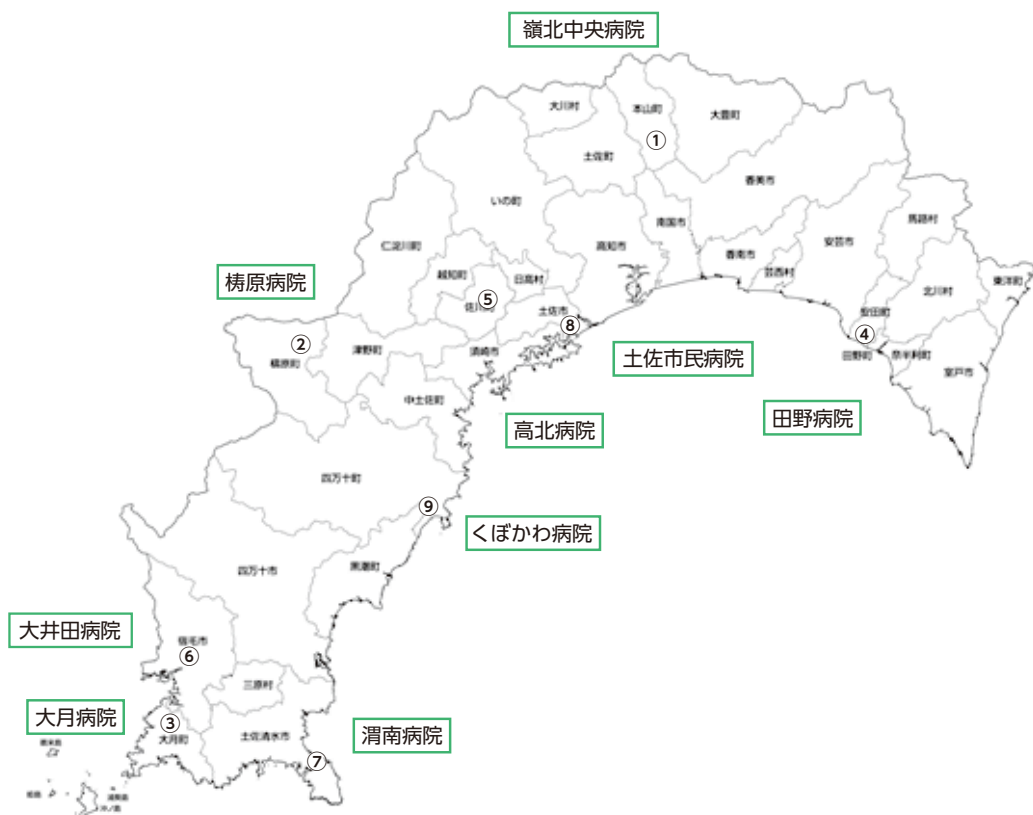 嶺北中央病院
大川村
本山町
大豊町
①
土佐町
香美市
いの町
馬路村
南国市
安芸市
仁淀川町
高知市
香南市
芸西村
越知町
日高村
北川村
東洋町
梼原病院
⑤
佐川町
土佐市
安田町
⑧
④
②
津野町
須崎市
土佐市民病院
田野町
奈半利町
梼原町
室戸市
中土佐町
田野病院
高北病院
四万十町
⑨
くぼかわ病院
黒潮町
四万十市
大井田病院
宿毛市
⑥
三原村
大月病院
③
大月町
土佐清水市
渭南病院
⑦
沖ノ島